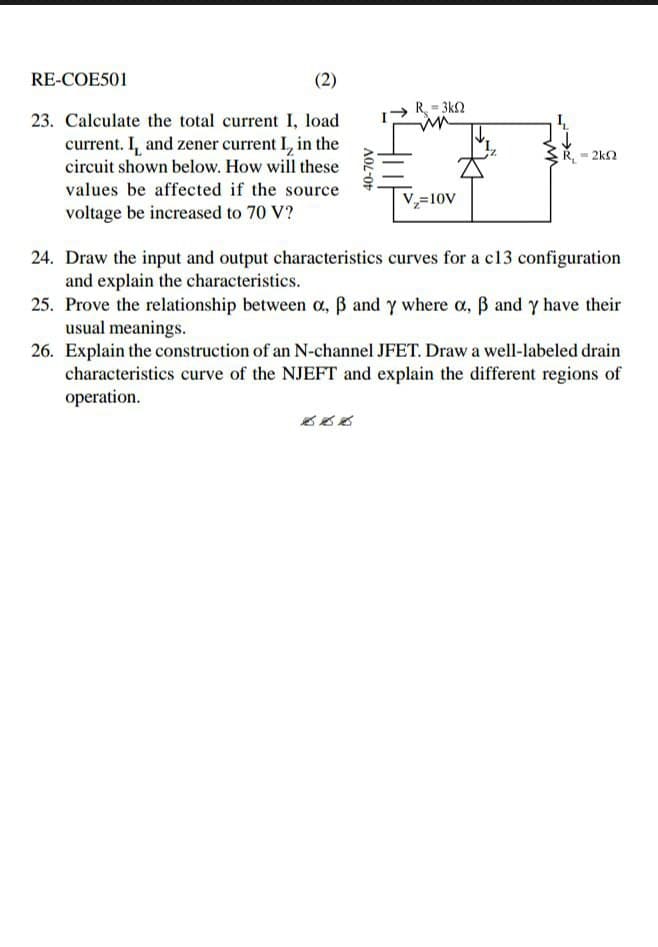 RE-COE501 (2)
23. Calculate the total current I, load
current. I_L and zener current I_z in the
circuit shown below. How will these
values be affected if the source
voltage be increased to 70 V?
I → R_s = 3kΩ
40-70V
V_z=10V
I_z
I_L
R_L = 2kΩ
24. Draw the input and output characteristics curves for a c13 configuration
and explain the characteristics.
25. Prove the relationship between α, β and γ where α, β and γ have their
usual meanings.
26. Explain the construction of an N-channel JFET. Draw a well-labeled drain
characteristics curve of the NJEFT and explain the different regions of
operation.